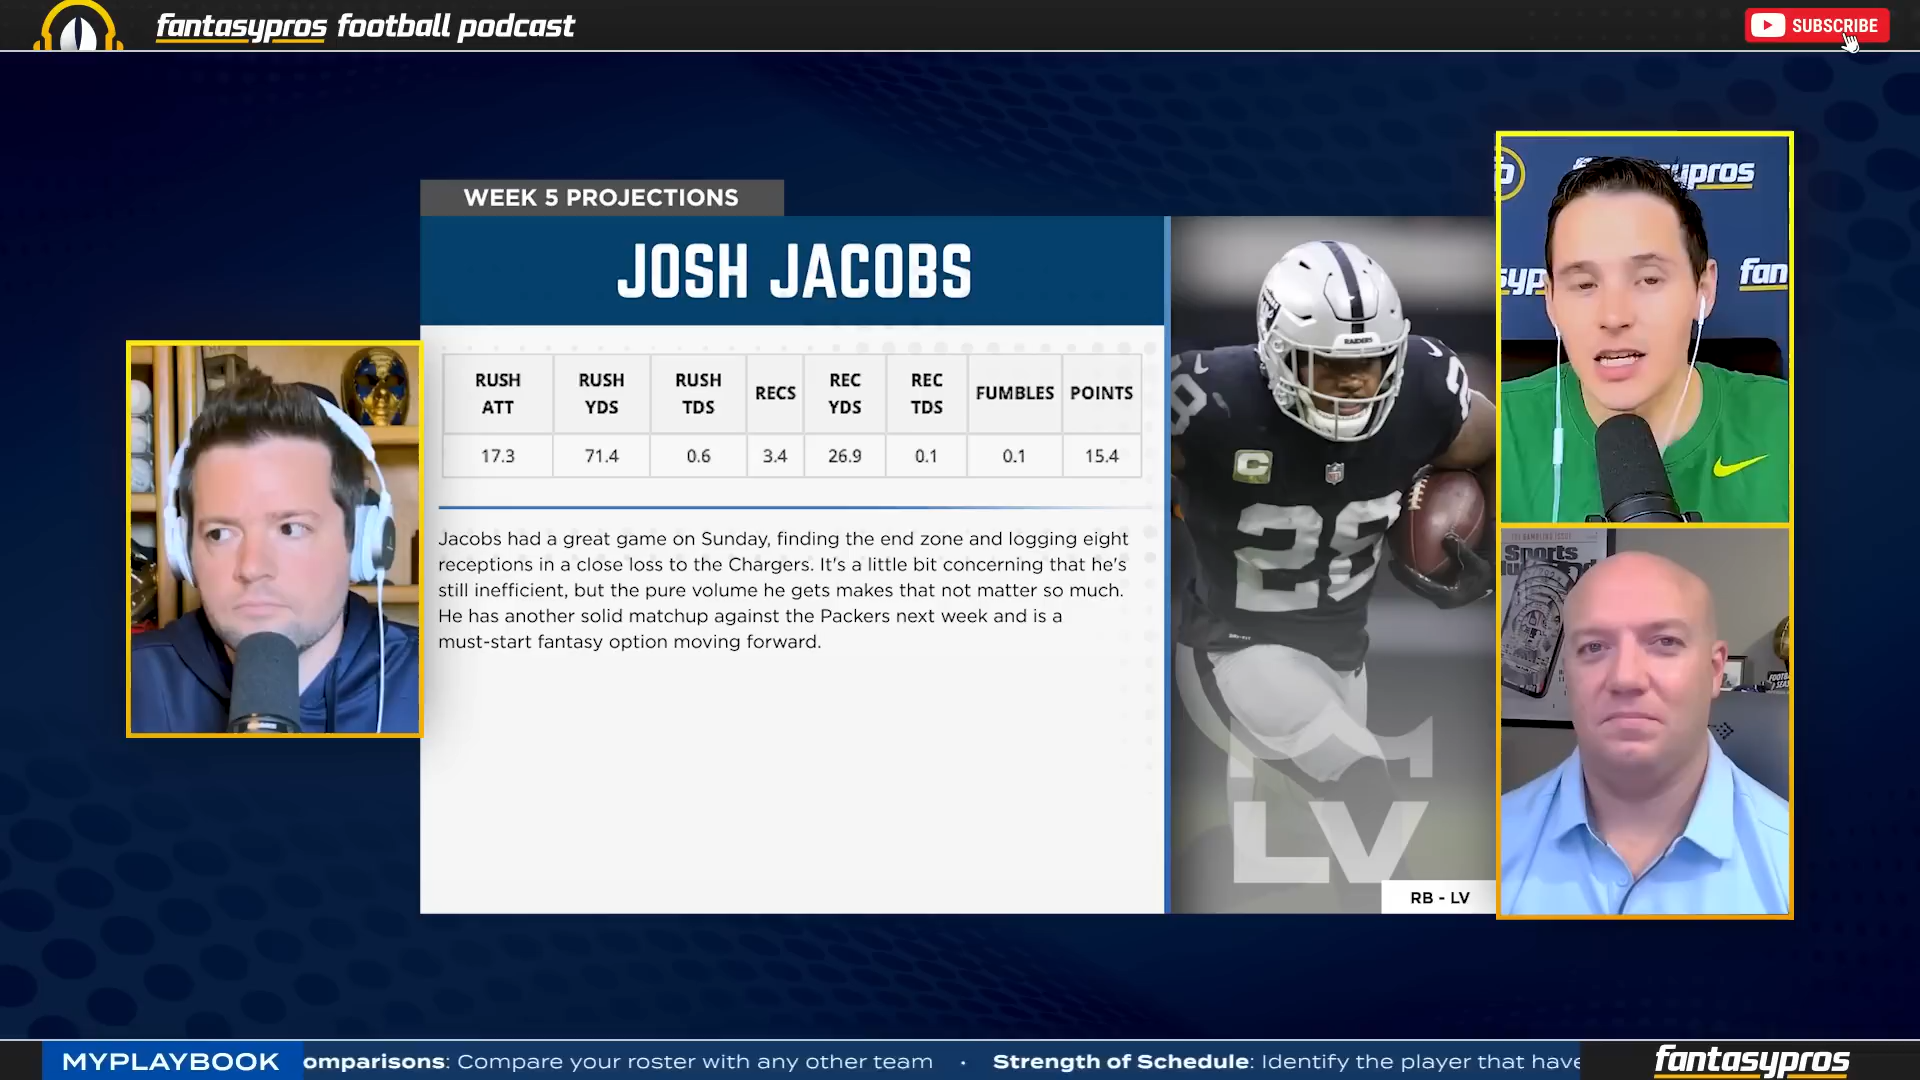 fantasypros football podcast
SUBSCRIBE
WEEK 5 PROJECTIONS
JOSH JACOBS
RUSH ATT RUSH YDS RUSH TDS RECS REC YDS REC TDS FUMBLES POINTS
17.3 71.4 0.6 3.4 26.9 0.1 0.1 15.4
Jacobs had a great game on Sunday, finding the end zone and logging eight
receptions in a close loss to the Chargers. It's a little bit concerning that he's
still inefficient, but the pure volume he gets makes that not matter so much.
He has another solid matchup against the Packers next week and is a
must-start fantasy option moving forward.
RAIDERS
C
28
28
LV
RB - LV
fan
Sports
MYPLAYBOOK
omparisons: Compare your roster with any other team • Strength of Schedule: Identify the player that have
fantasypros